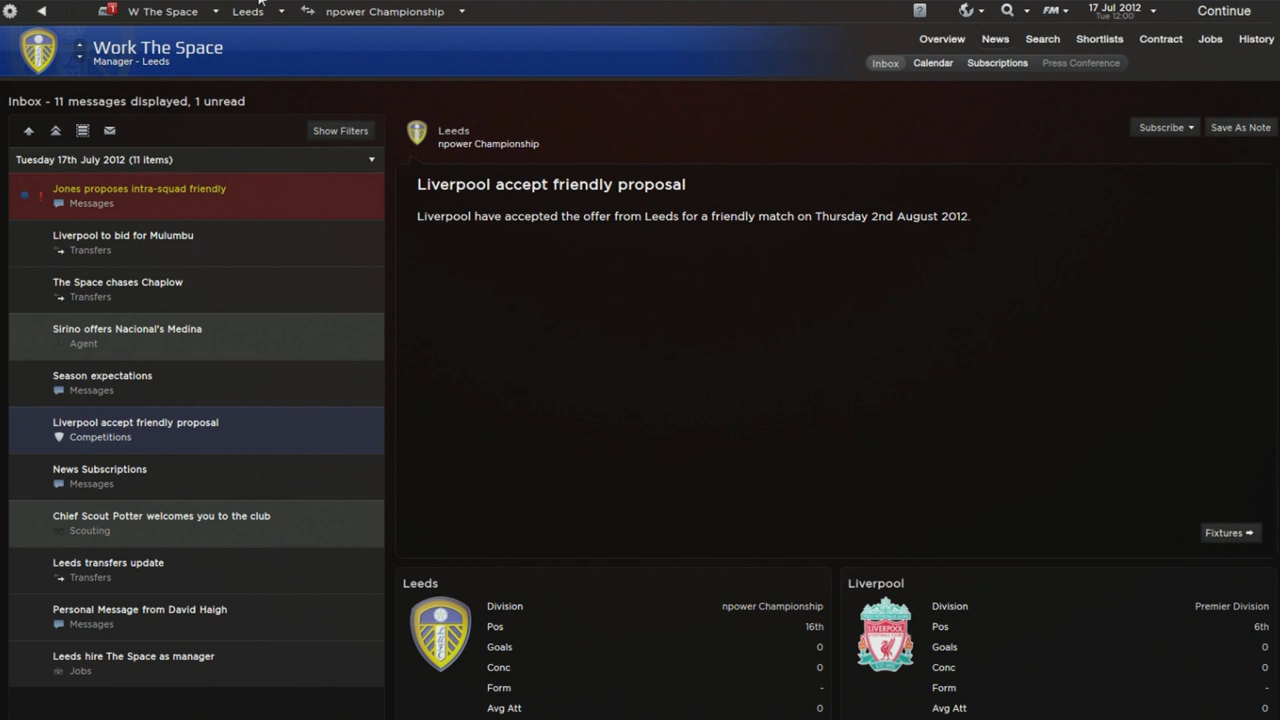 1 W The Space Leeds npower Championship ? FM 17 Jul 2012 Continue
Tue 12:00
Work The Space
Manager - Leeds
Overview News Search Shortlists Contract Jobs History
Inbox Calendar Subscriptions Press Conference
Inbox - 11 messages displayed, 1 unread
Show Filters
Tuesday 17th July 2012 (11 items)
! Jones proposes intra-squad friendly
Messages
Liverpool to bid for Mulumbu
Transfers
The Space chases Chaplow
Transfers
Sirino offers Nacional's Medina
Agent
Season expectations
Messages
Liverpool accept friendly proposal
Competitions
News Subscriptions
Messages
Chief Scout Potter welcomes you to the club
Scouting
Leeds transfers update
Transfers
Personal Message from David Haigh
Messages
Leeds hire The Space as manager
Jobs
Leeds
npower Championship
Subscribe Save As Note
Liverpool accept friendly proposal
Liverpool have accepted the offer from Leeds for a friendly match on Thursday 2nd August 2012.
Fixtures
Leeds
Division npower Championship
Pos 16th
Goals 0
Conc 0
Form -
Avg Att 0
Liverpool
Division Premier Division
Pos 6th
Goals 0
Conc 0
Form -
Avg Att 0